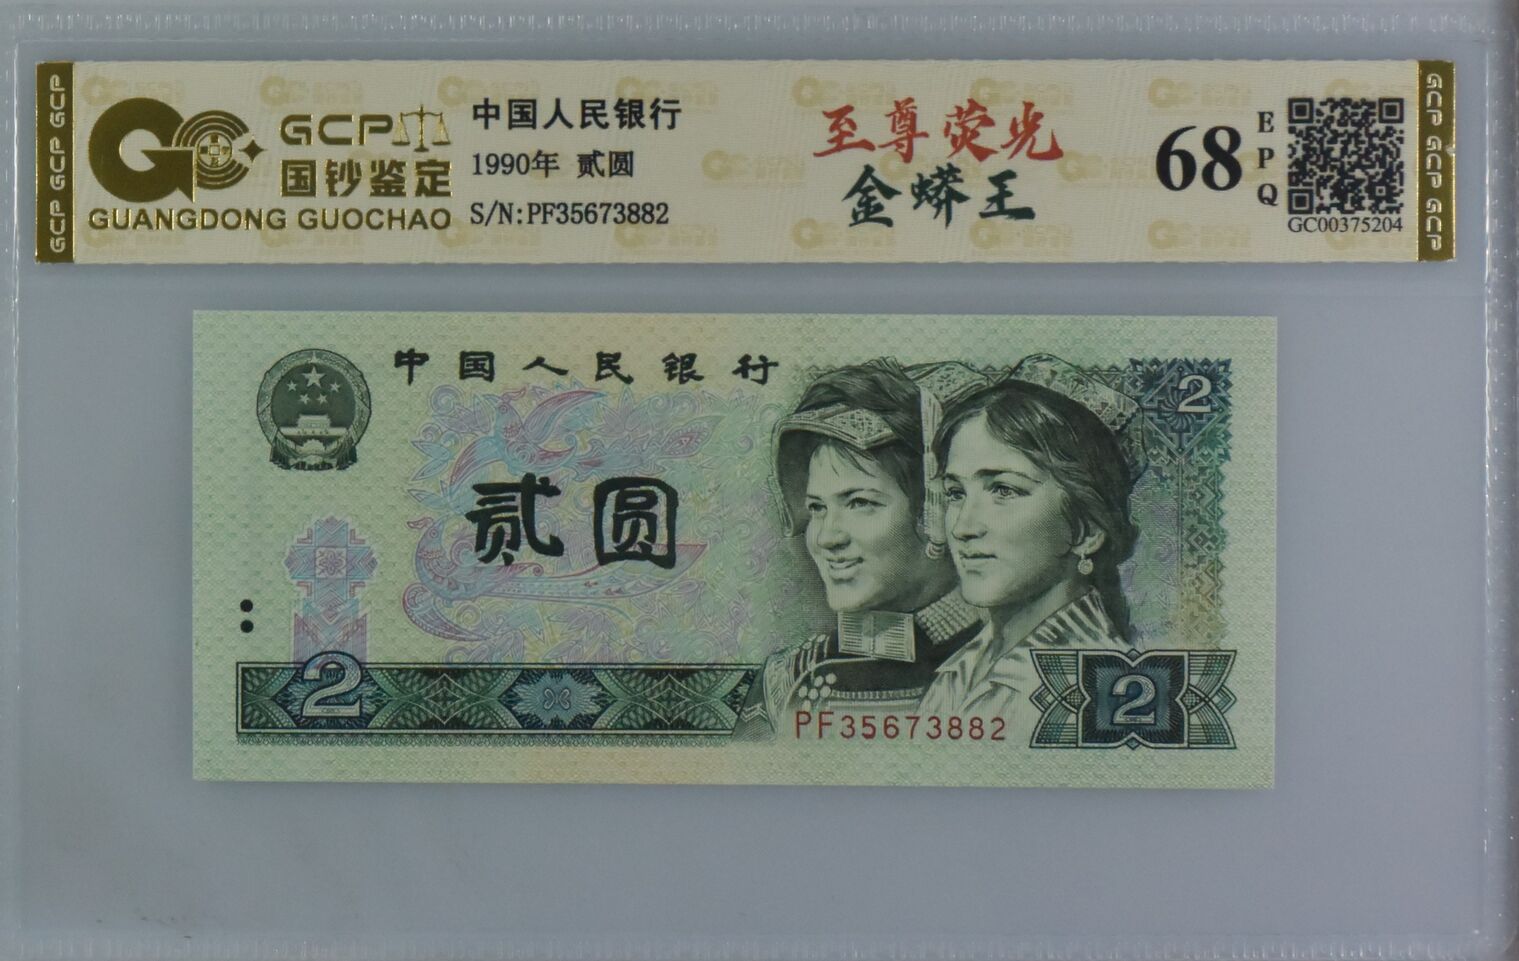 GCP GCP GCP
GCP
国钞鉴定
GUANGDONG GUOCHAO
中国人民银行
1990年 贰圆
S/N:PF35673882
至尊荧光
金蟒王
68
EPQ
GC00375204
GCP GCP GCP
中国人民银行
2
贰圆
2
PF35673882
2